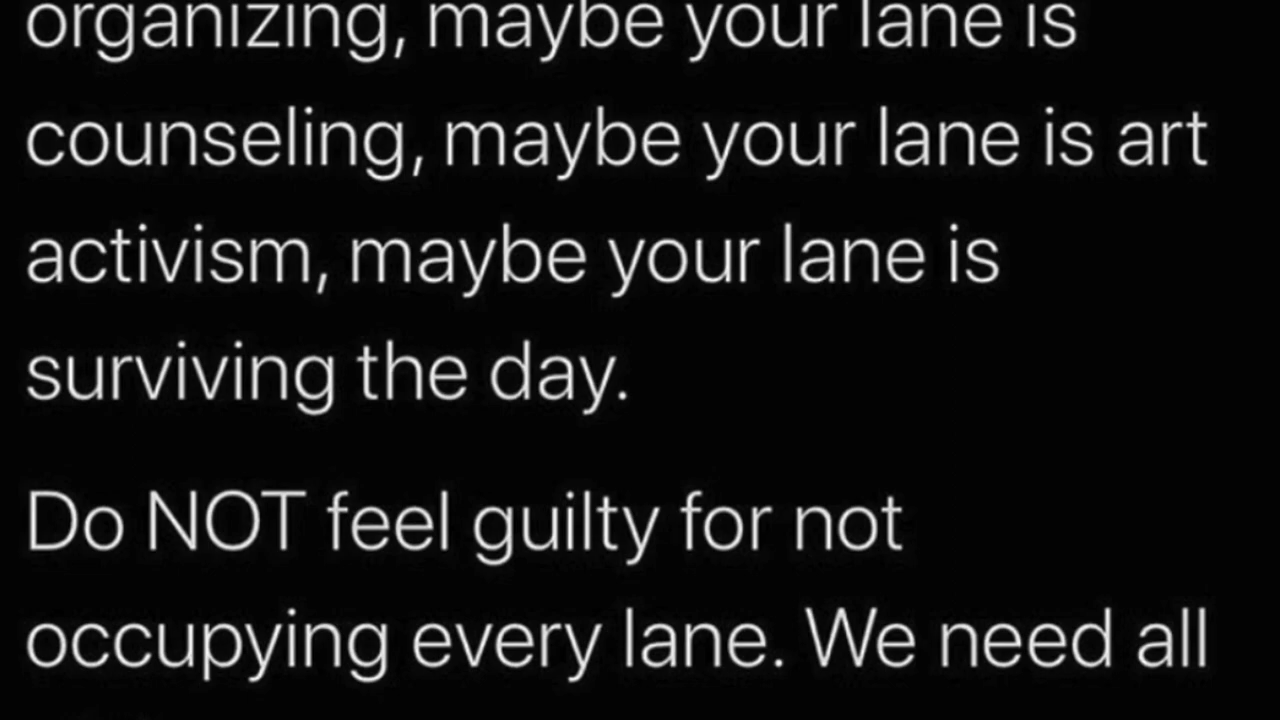 organizing, maybe your lane is
counseling, maybe your lane is art
activism, maybe your lane is
surviving the day.
Do NOT feel guilty for not
occupying every lane. We need all